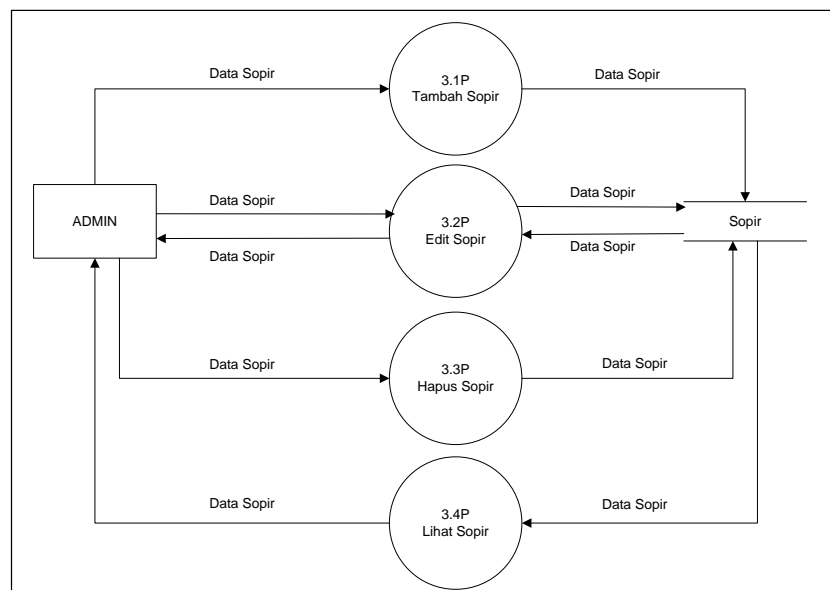 Data Sopir
3.1P
Tambah Sopir
Data Sopir
ADMIN
Data Sopir
Data Sopir
3.2P
Edit Sopir
Data Sopir
Data Sopir
Sopir
Data Sopir
3.3P
Hapus Sopir
Data Sopir
Data Sopir
3.4P
Lihat Sopir
Data Sopir